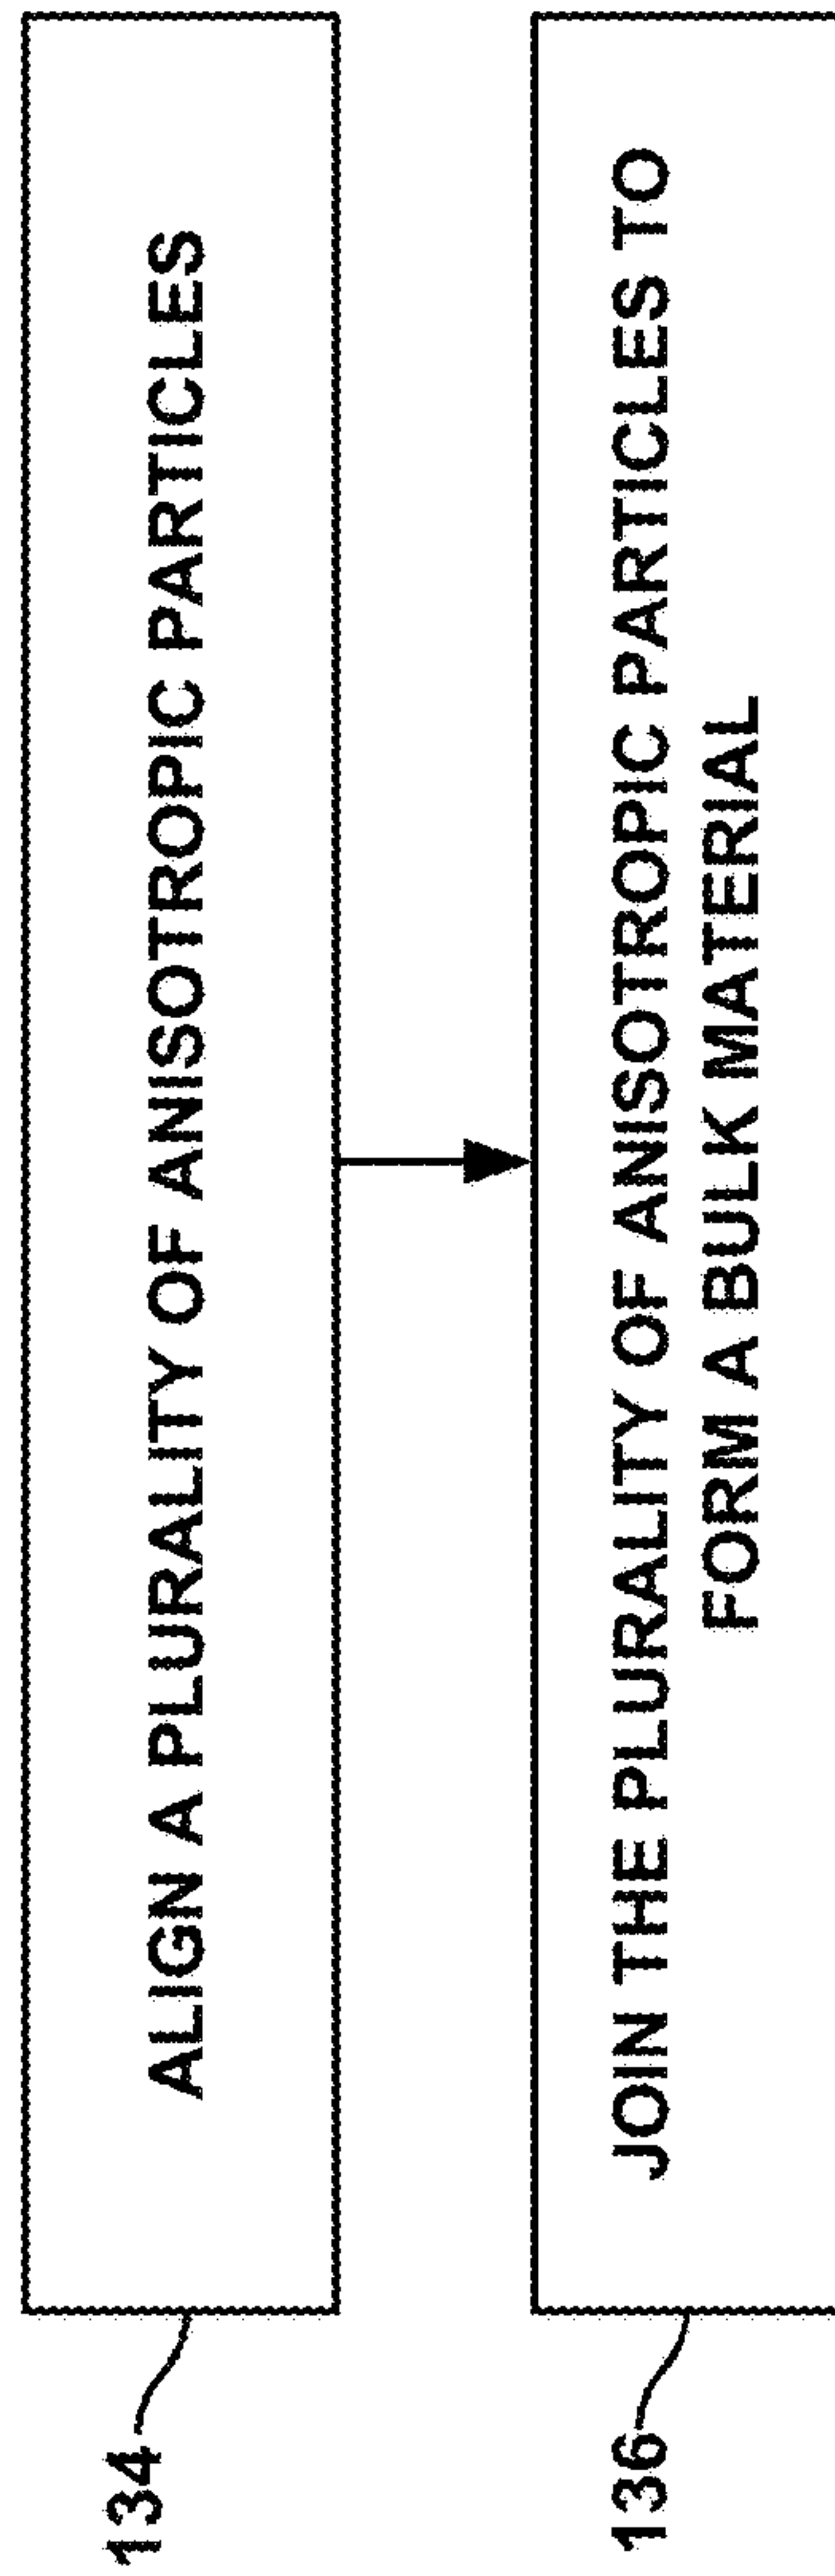 134
ALIGN A PLURALITY OF ANISOTROPIC PARTICLES
136
JOIN THE PLURALITY OF ANISOTROPIC PARTICLES TO
FORM A BULK MATERIAL